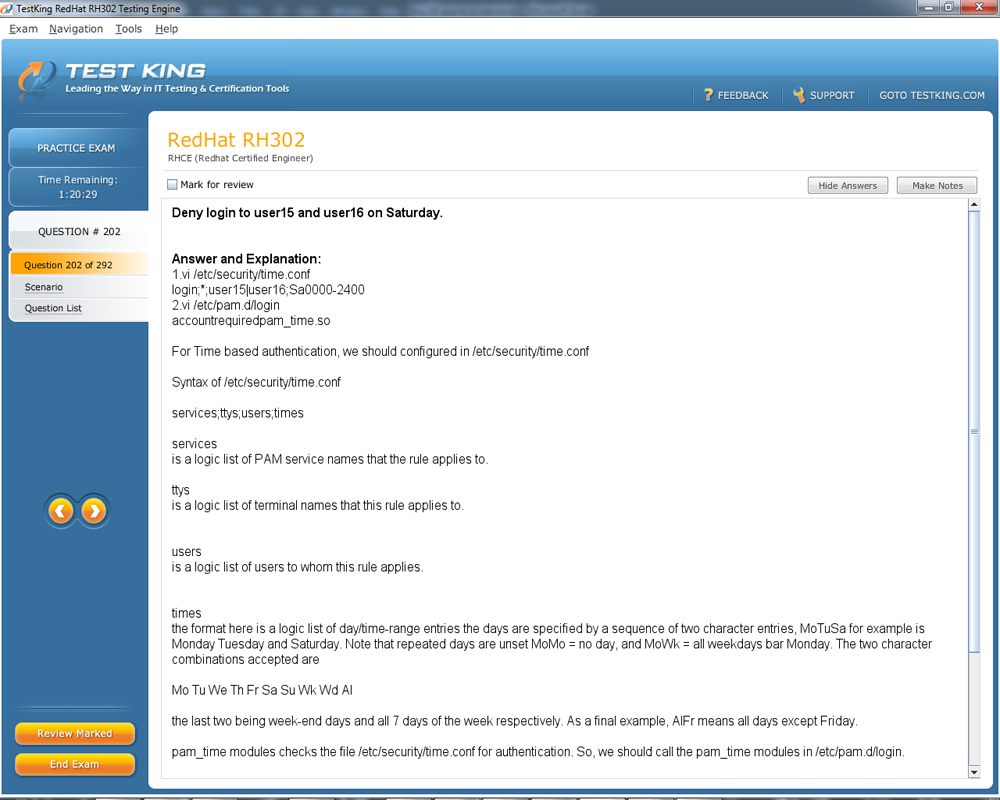 TestKing RedHat RH302 Testing Engine
Exam Navigation Tools Help
TEST KING
Leading the Way in IT Testing & Certification Tools
FEEDBACK
SUPPORT
GOTO TESTKING.COM
PRACTICE EXAM
Time Remaining:
1:20:29
QUESTION # 202
Question 202 of 292
Scenario
Question List
Review Marked
End Exam
RedHat RH302
RHCE (Redhat Certified Engineer)
Mark for review
Hide Answers
Make Notes
Deny login to user15 and user16 on Saturday.
Answer and Explanation:
1.vi /etc/security/time.conf
login;*;user15|user16;Sa0000-2400
2.vi /etc/pam.d/login
accountrequiredpam_time.so
For Time based authentication, we should configured in /etc/security/time.conf
Syntax of /etc/security/time.conf
services;ttys;users;times
services
is a logic list of PAM service names that the rule applies to.
ttys
is a logic list of terminal names that this rule applies to.
users
is a logic list of users to whom this rule applies.
times
the format here is a logic list of day/time-range entries the days are specified by a sequence of two character entries, MoTuSa for example is
Monday Tuesday and Saturday. Note that repeated days are unset MoMo = no day, and MoWk = all weekdays bar Monday. The two character
combinations accepted are
Mo Tu We Th Fr Sa Su Wk Wd Al
the last two being week-end days and all 7 days of the week respectively. As a final example, AlFr means all days except Friday.
pam_time modules checks the file /etc/security/time.conf for authentication. So, we should call the pam_time modules in /etc/pam.d/login.